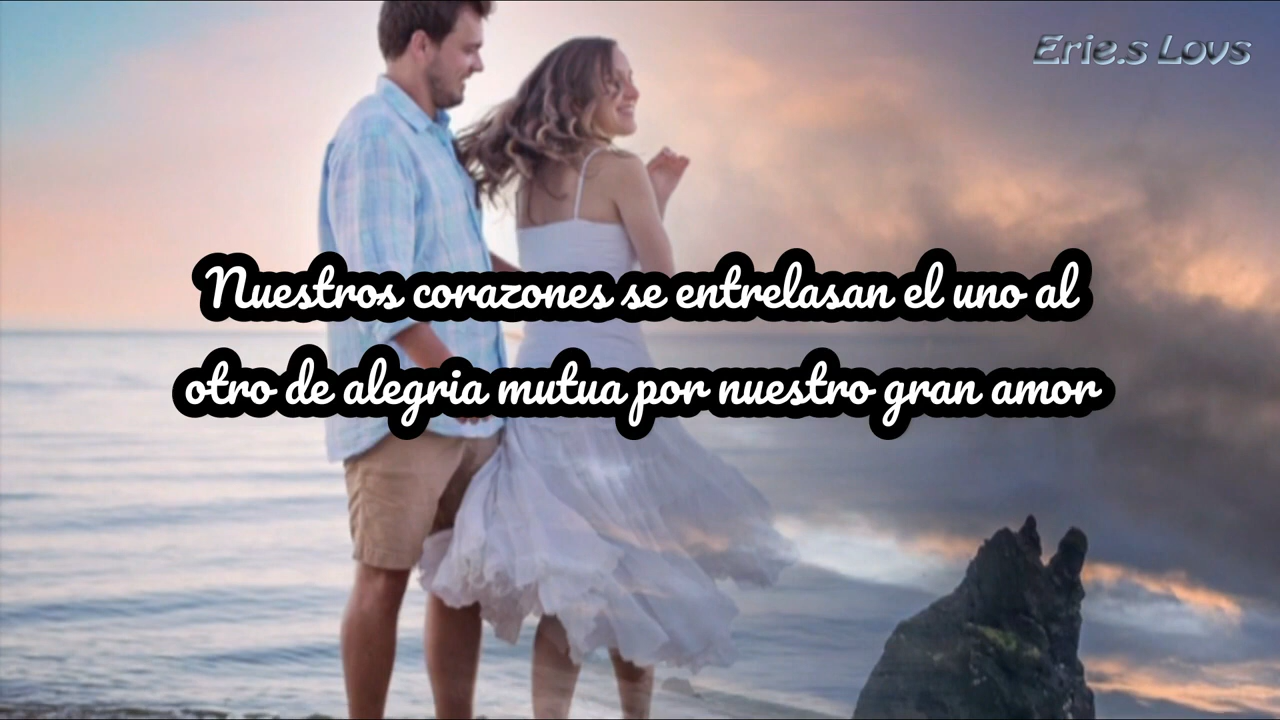 Erie.s Lovs
Nuestros corazones se entrelasan el uno al
otro de alegria mutua por nuestro gran amor